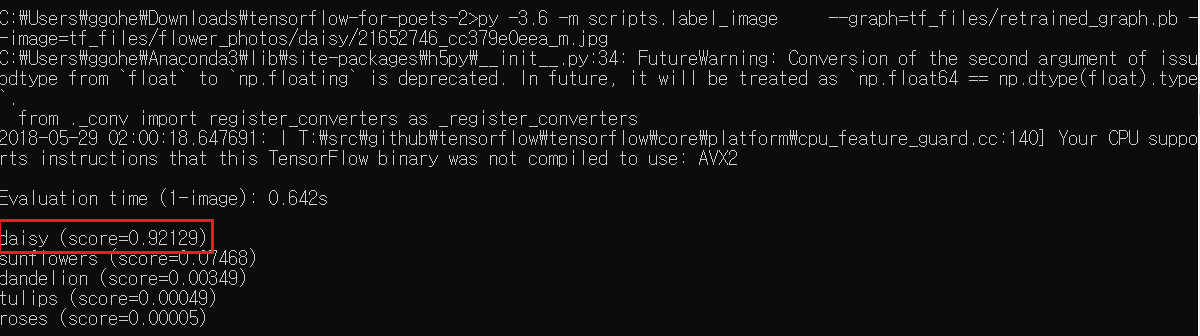 C:₩Users₩ggohe₩Downloads₩tensorflow-for-poets-2>py -3.6 -m scripts.label_image     --graph=tf_files/retrained_graph.pb -
-image=tf_files/flower_photos/daisy/21652746_cc379e0eea_m.jpg
C:₩Users₩ggohe₩Anaconda3₩lib₩site-packages₩h5py₩__init__.py:34: FutureWarning: Conversion of the second argument of issu
bdtype from `float` to `np.floating` is deprecated. In future, it will be treated as `np.float64 == np.dtype(float).type
`.
  from ._conv import register_converters as _register_converters
2018-05-29 02:00:18.647691: I T:₩src₩github₩tensorflow₩tensorflow₩core₩platform₩cpu_feature_guard.cc:140] Your CPU suppo
rts instructions that this TensorFlow binary was not compiled to use: AVX2
Evaluation time (1-image): 0.642s
daisy (score=0.92129)
sunflowers (score=0.07468)
dandelion (score=0.00349)
tulips (score=0.00049)
roses (score=0.00005)